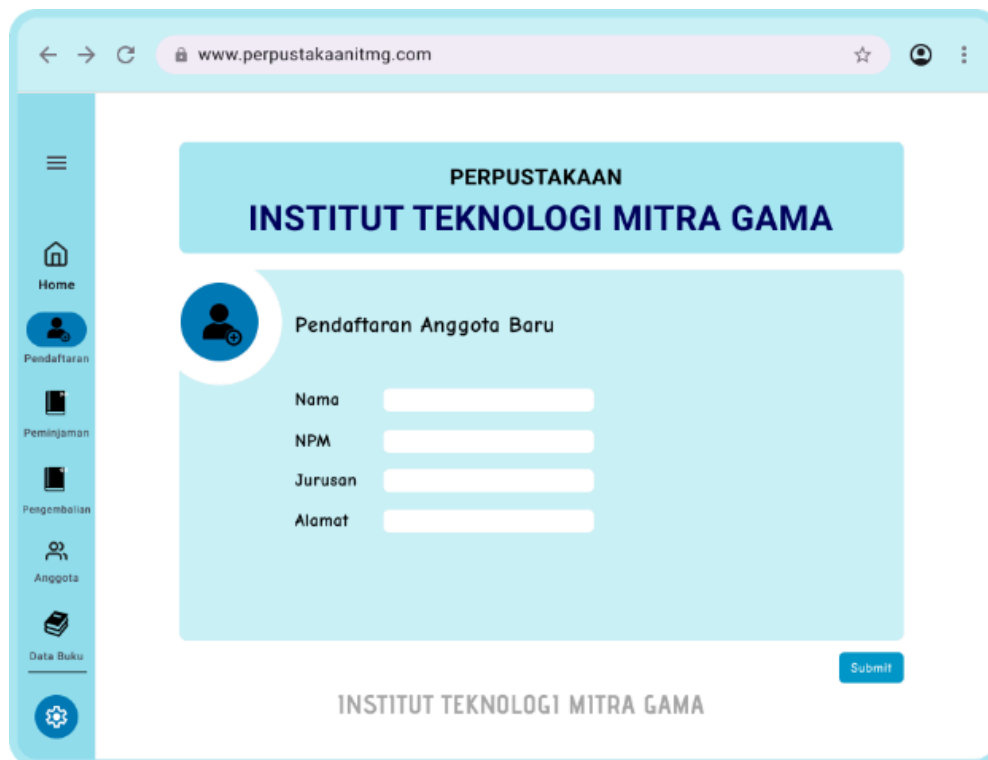 www.perpustakaanitmg.com
PERPUSTAKAAN
INSTITUT TEKNOLOGI MITRA GAMA
Home
Pendaftaran
Peminjaman
Pengembalian
Anggota
Data Buku
Pendaftaran Anggota Baru
Nama
NPM
Jurusan
Alamat
Submit
INSTITUT TEKNOLOGI MITRA GAMA